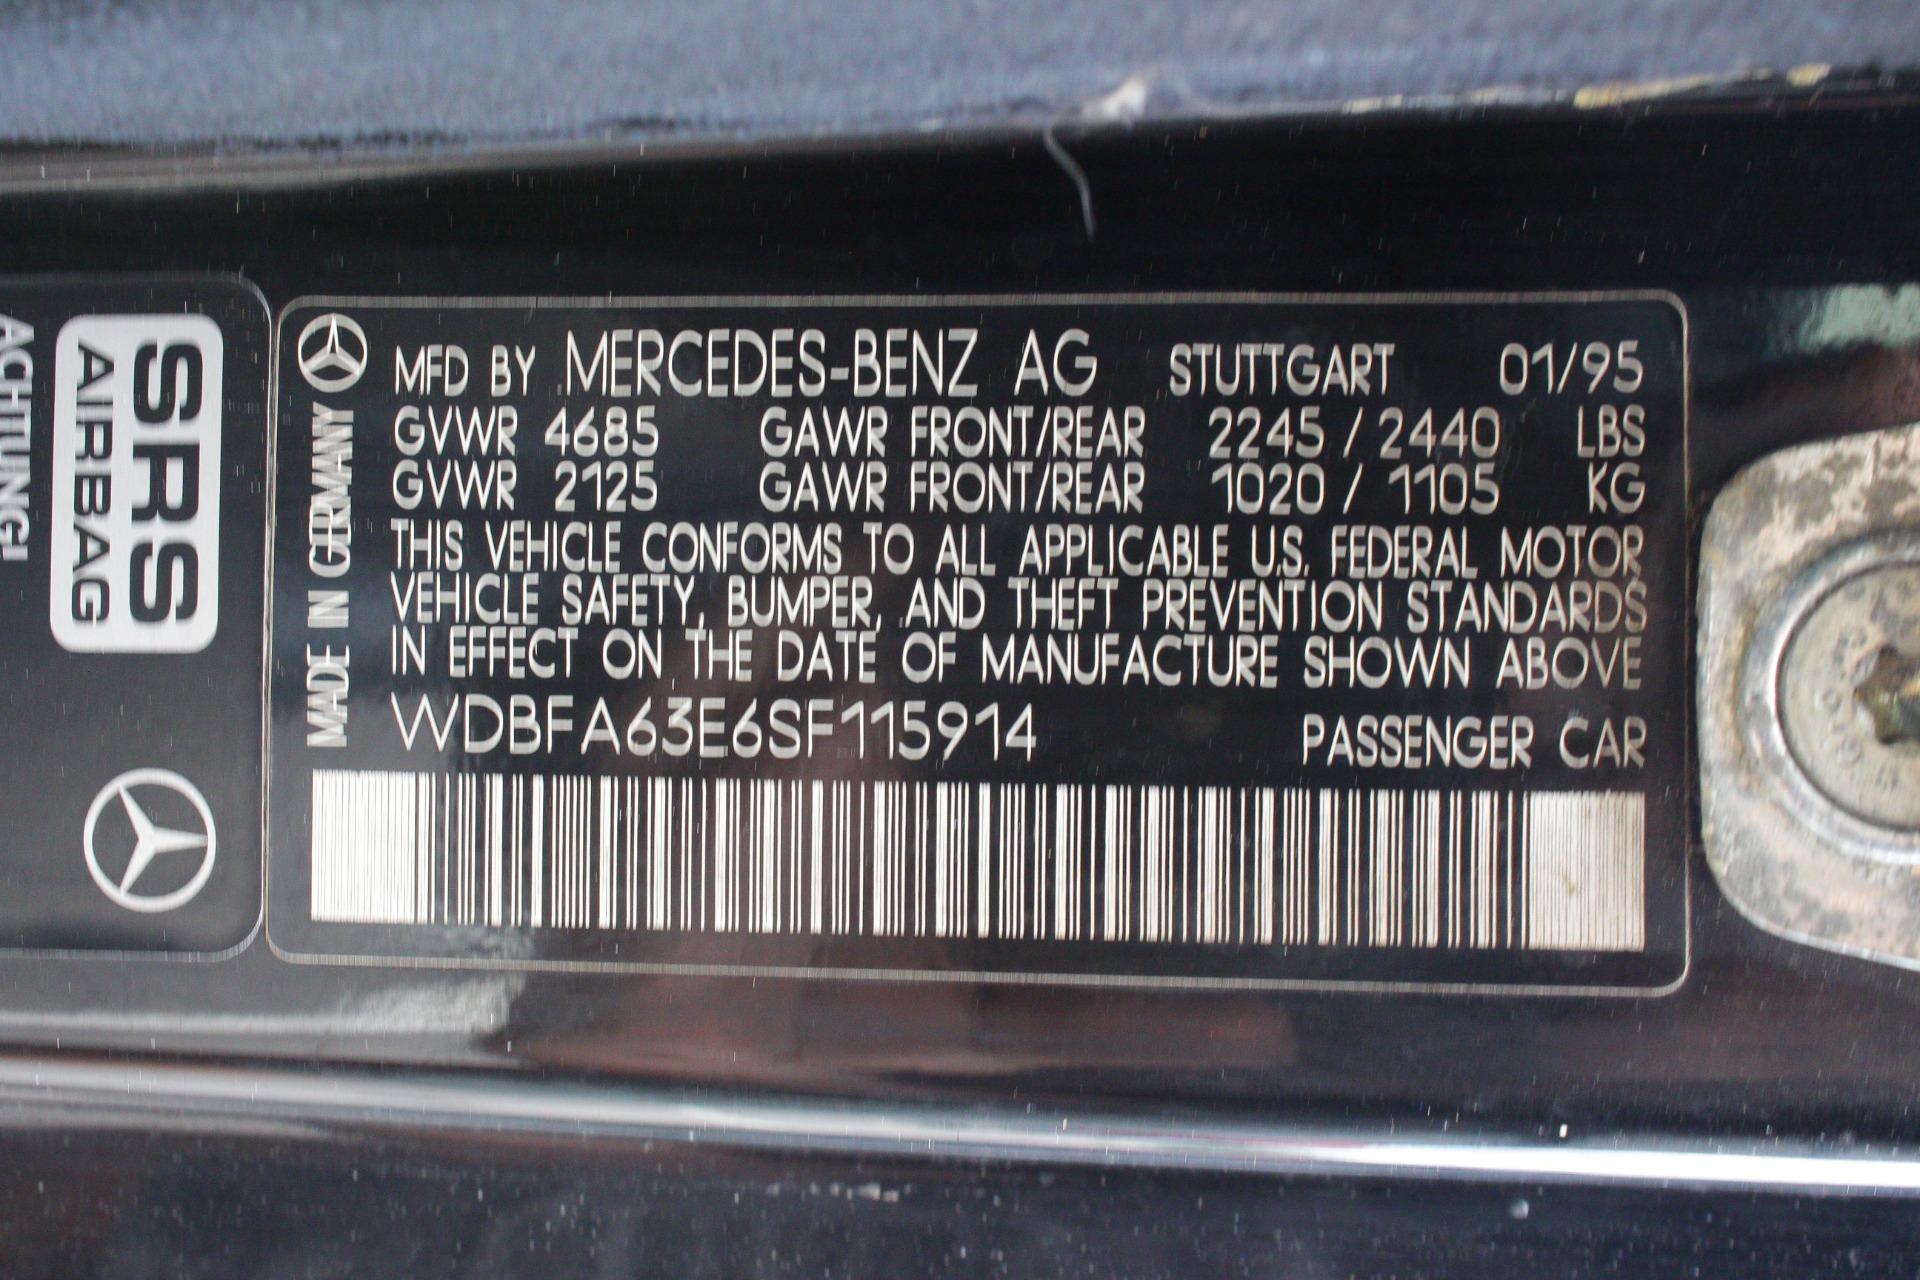 ACHTUNG!
SRS
AIRBAG
MADE IN GERMANY
MFD BY MERCEDES-BENZ AG STUTTGART 01/95
GVWR 4685 GAWR FRONT/REAR 2245 / 2440 LBS
GVWR 2125 GAWR FRONT/REAR 1020 / 1105 KG
THIS VEHICLE CONFORMS TO ALL APPLICABLE U.S. FEDERAL MOTOR
VEHICLE SAFETY, BUMPER, AND THEFT PREVENTION STANDARDS
IN EFFECT ON THE DATE OF MANUFACTURE SHOWN ABOVE
WDBFA63E6SF115914 PASSENGER CAR